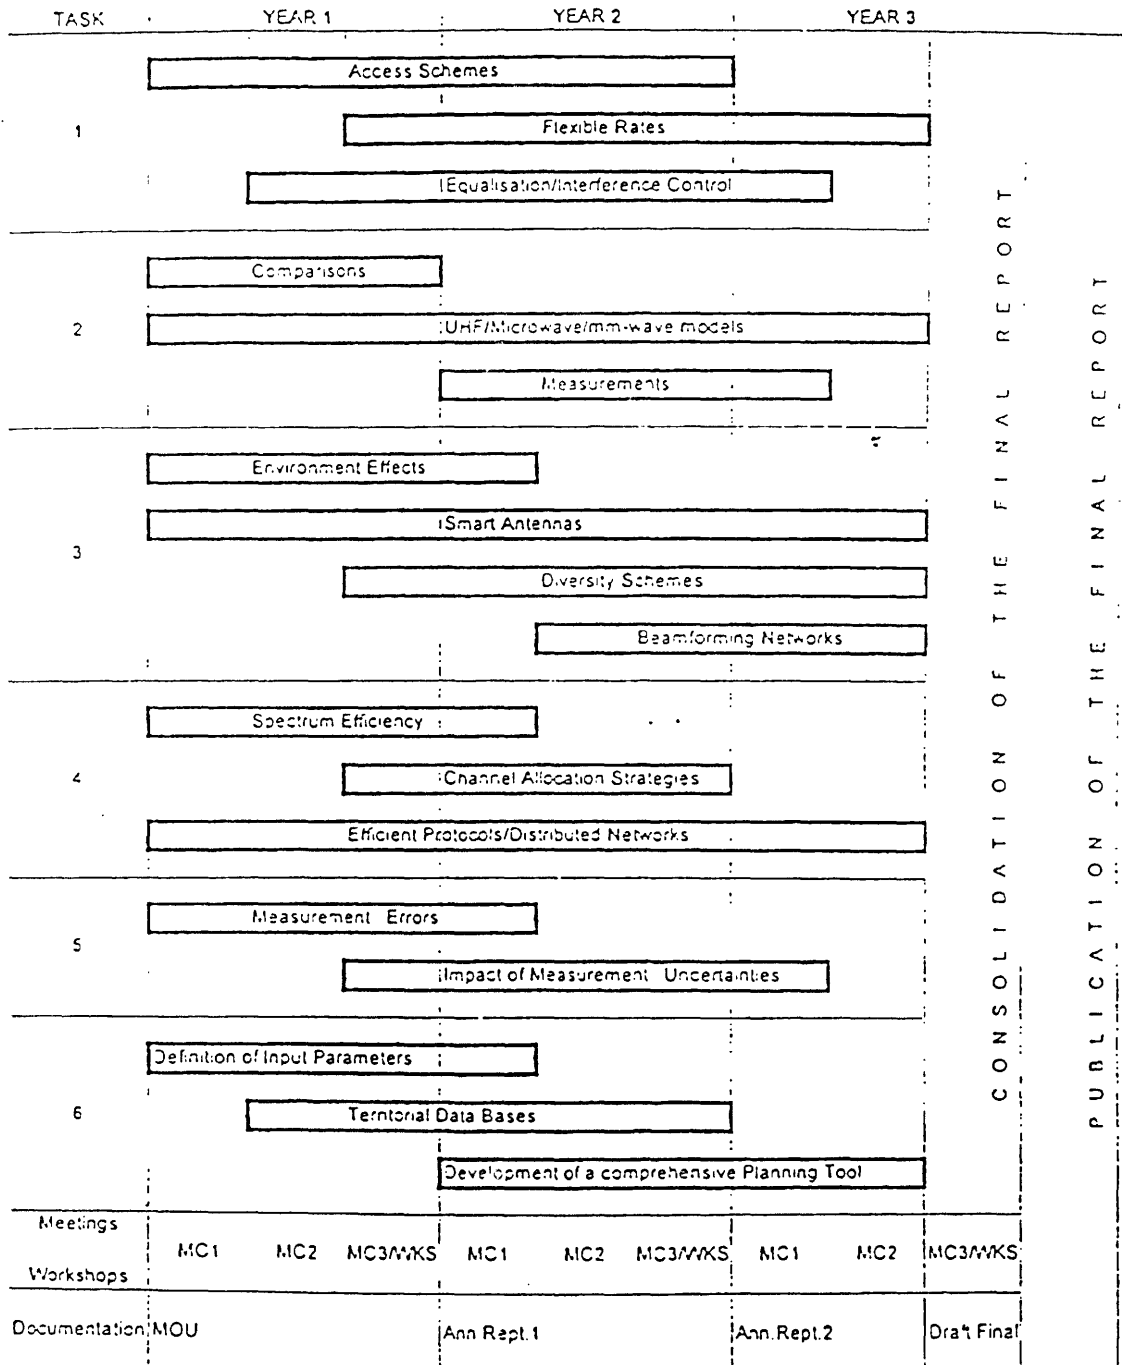 TASK YEAR 1 YEAR 2 YEAR 3
Access Schemes
1 Flexible Rates
Equalisation/Interference Control
Comparisons
2 UHF/Microwave/mm-wave models
Measurements
Environment Effects
Smart Antennas
3
Diversity Schemes
Beamforming Networks
Spectrum Efficiency
4 Channel Allocation Strategies
Efficient Protocols/Distributed Networks
Measurement Errors
5
Impact of Measurement Uncertainties
Definition of Input Parameters
6 Territorial Data Bases
Development of a comprehensive Planning Tool
CONSOLIDATION OF THE FINAL REPORT
PUBLICATION OF THE FINAL REPORT
Meetings
MC1 MC2 MC3/WKS MC1 MC2 MC3/WKS MC1 MC2 MC3/WKS
Workshops
Documentation MOU Ann.Rept.1 Ann.Rept.2 Draft Final